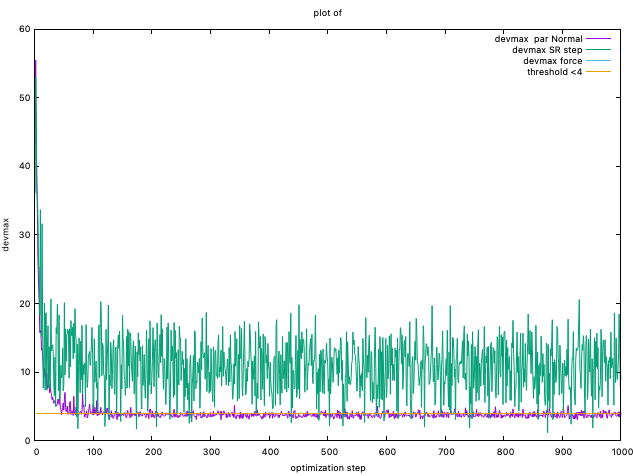 plot of
devmax  par Normal
devmax SR step
devmax force
threshold <4
60
50
40
30
20
10
0
devmax
0 100 200 300 400 500 600 700 800 900 1000
optimization step